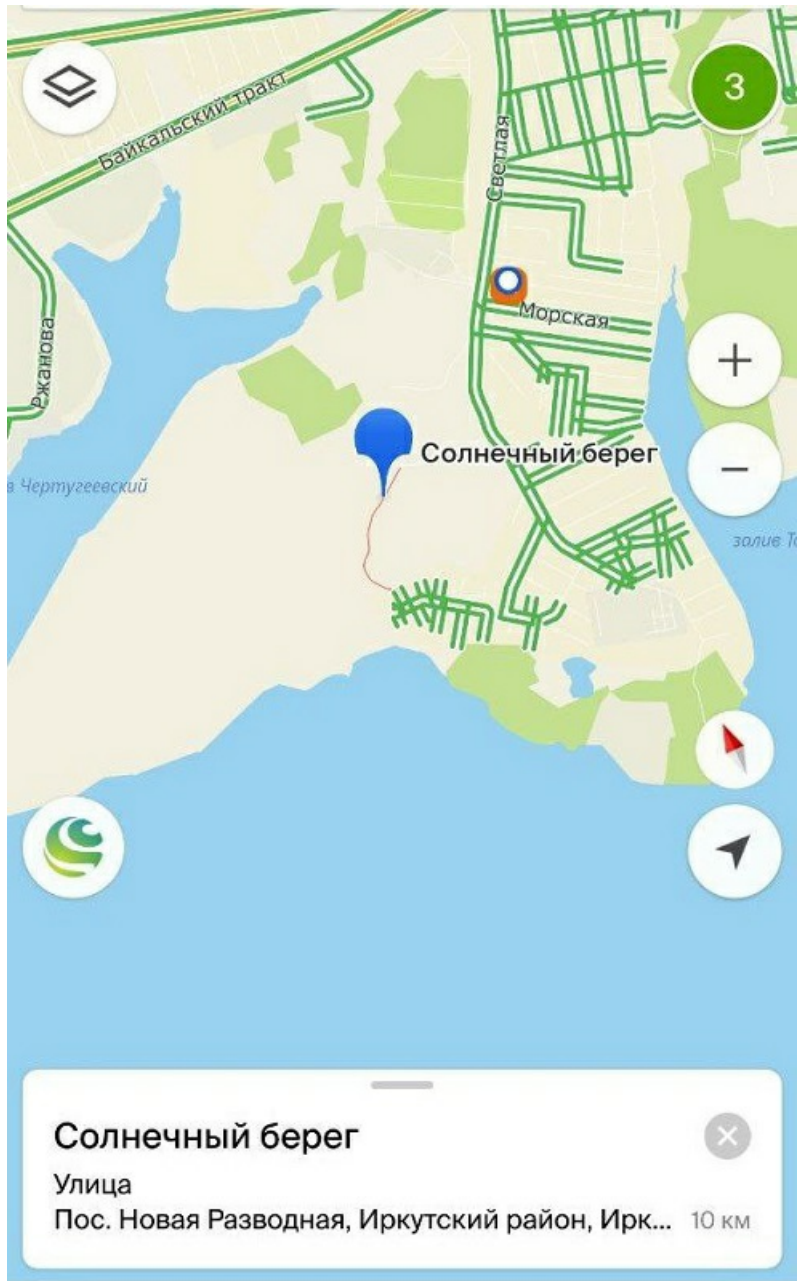 Байкальский тракт
3
Светлая
Морская
Ржанова
Солнечный берег
в Чертугеевский
залив То
Солнечный берег
Улица
Пос. Новая Разводная, Иркутский район, Ирк...
10 км